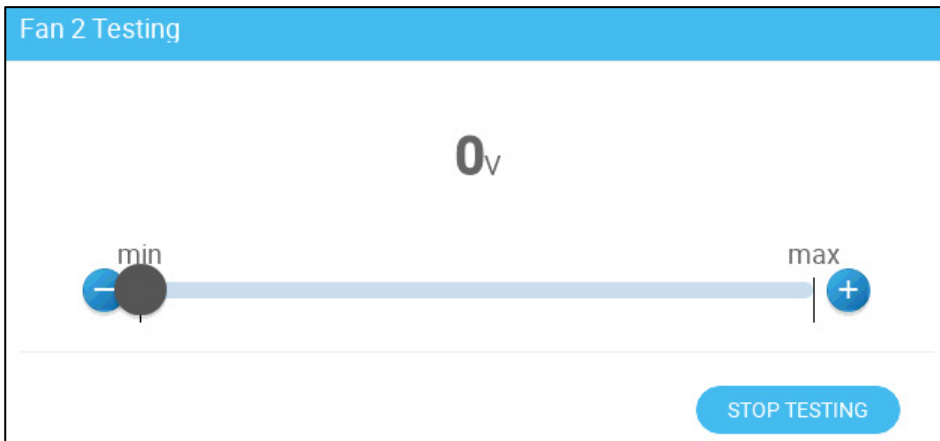 Fan 2 Testing
0V
min max
− +
STOP TESTING